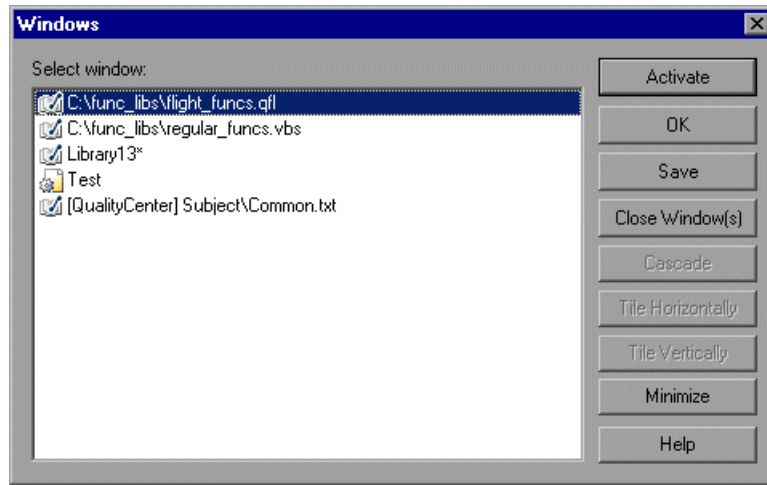 Windows
Select window:
C:\func_libs\flight_funcs.qfl
C:\func_libs\regular_funcs.vbs
Library13*
Test
[QualityCenter] Subject\Common.txt
Activate
OK
Save
Close Window(s)
Cascade
Tile Horizontally
Tile Vertically
Minimize
Help